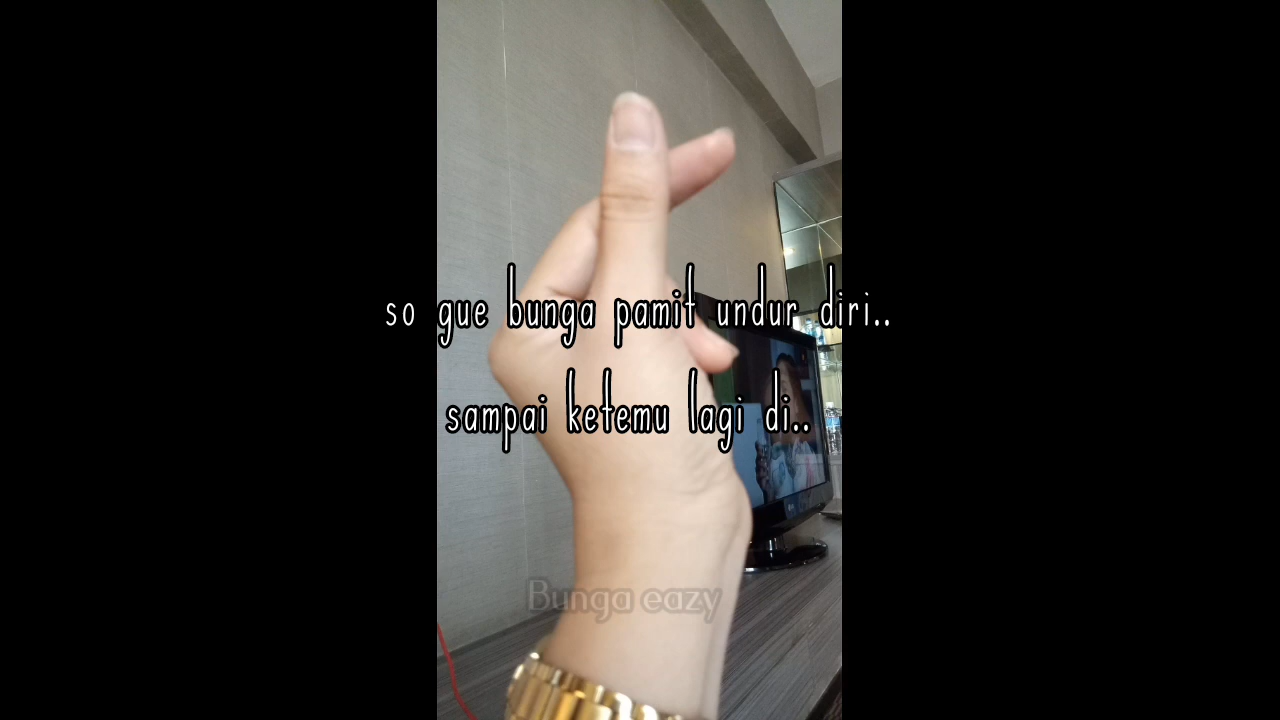 so gue bunga pamit undur diri..
sampai ketemu lagi di..
Bunga eazy